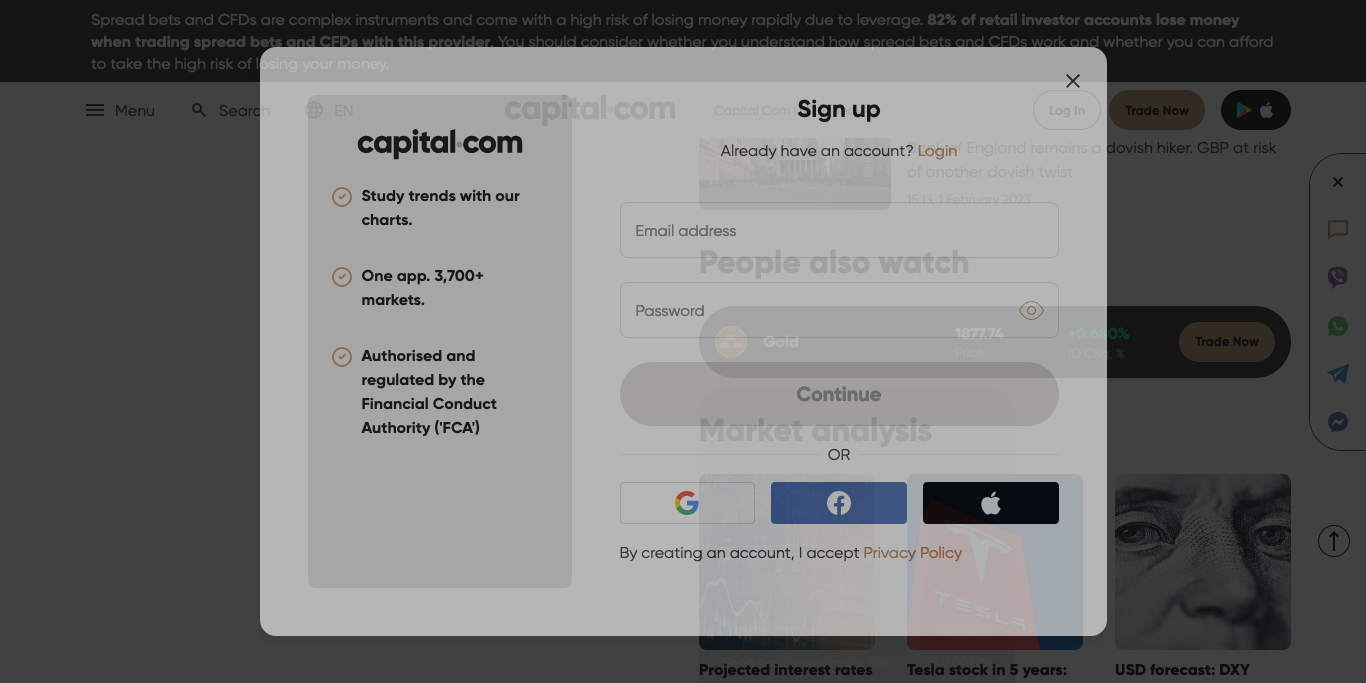 Spread bets and CFDs are complex instruments and come with a high risk of losing money rapidly due to leverage. 82% of retail investor accounts lose money
when trading spread bets and CFDs with this provider. You should consider whether you understand how spread bets and CFDs work and whether you can afford
to take the high risk of losing your money.
Menu
Search
EN
capital.com
Capital Com
Log In
Trade Now
capital.com
Study trends with our
charts.
One app. 3,700+
markets.
Authorised and
regulated by the
Financial Conduct
Authority ('FCA')
Sign up
Already have an account? Login
Email address
Password
Continue
OR
By creating an account, I accept Privacy Policy
of England remains a dovish hiker. GBP at risk
of another dovish twist
15:13, 1 February 2023
People also watch
Gold
1877.74
Price
+0.680%
1D Chg, %
Trade Now
Market analysis
TESLA
Projected interest rates
Tesla stock in 5 years:
USD forecast: DXY